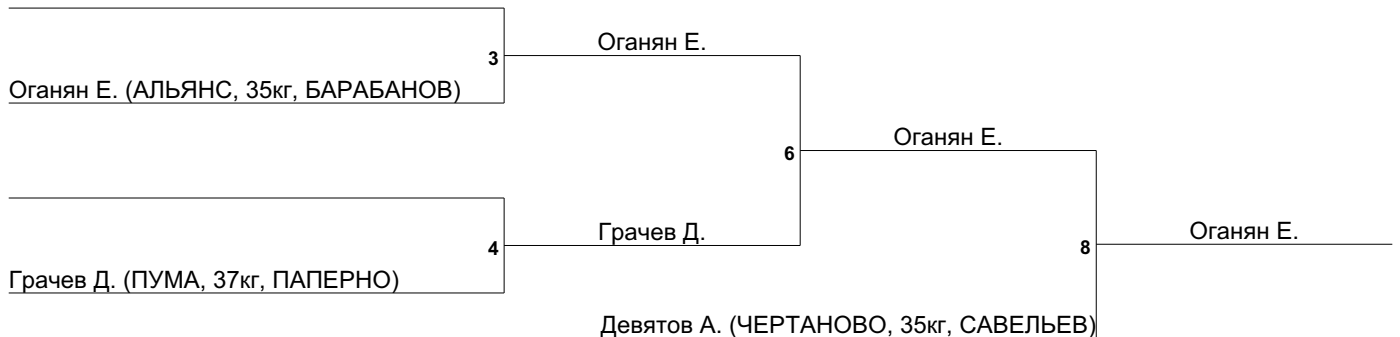 Оганян Е.
3
Оганян Е. (АЛЬЯНС, 35кг, БАРАБАНОВ)
Оганян Е.
6
Грачев Д.
Оганян Е.
4
8
Грачев Д. (ПУМА, 37кг, ПАПЕРНО)
Девятов А. (ЧЕРТАНОВО, 35кг, САВЕЛЬЕВ)